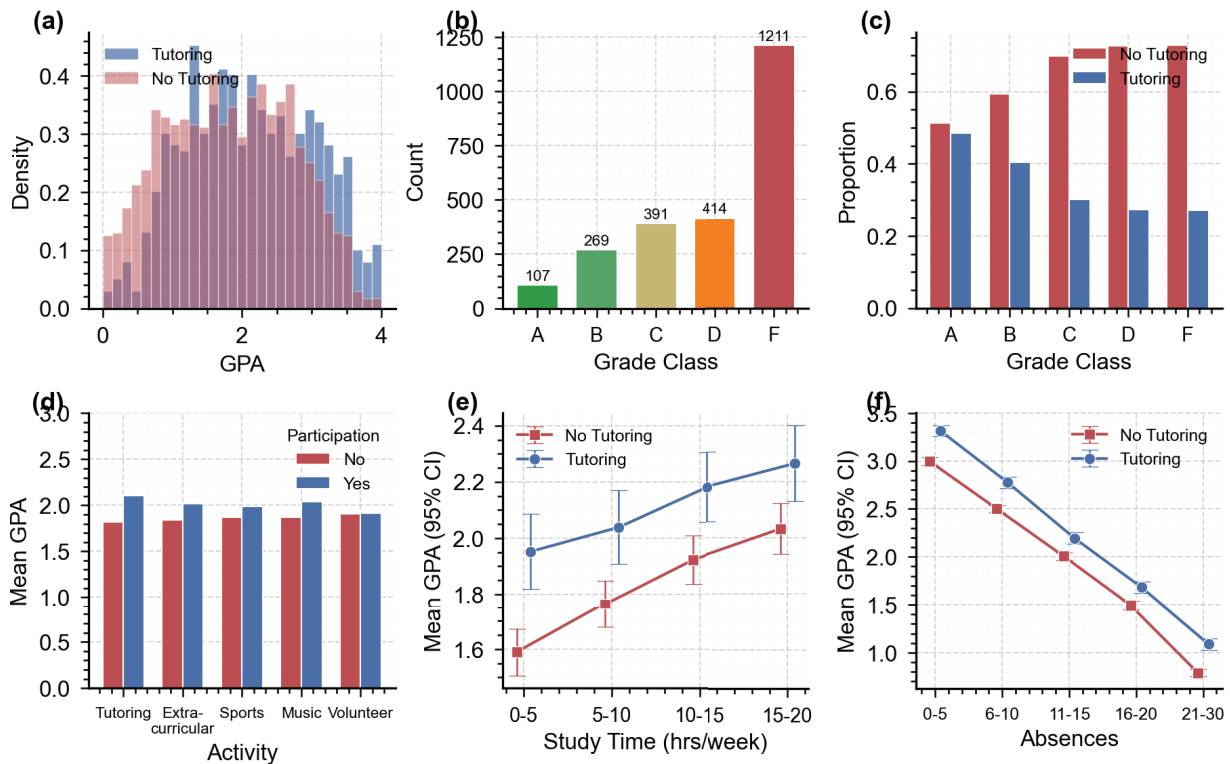 (a)
Tutoring
No Tutoring
0.4
0.3
0.2
0.1
0.0
Density
0
2
4
GPA
(b)
1250
1000
750
500
250
0
Count
107
269
391
414
1211
A
B
C
D
F
Grade Class
(c)
No Tutoring
Tutoring
0.6
0.4
0.2
0.0
Proportion
A
B
C
D
F
Grade Class
(d)
3.0
2.5
2.0
1.5
1.0
0.5
0.0
Mean GPA
Participation
No
Yes
Tutoring
Extra-
curricular
Sports
Music
Volunteer
Activity
(e)
No Tutoring
Tutoring
2.4
2.2
2.0
1.8
1.6
Mean GPA (95% CI)
0-5
5-10
10-15
15-20
Study Time (hrs/week)
(f)
No Tutoring
Tutoring
3.5
3.0
2.5
2.0
1.5
1.0
Mean GPA (95% CI)
0-5
6-10
11-15
16-20
21-30
Absences